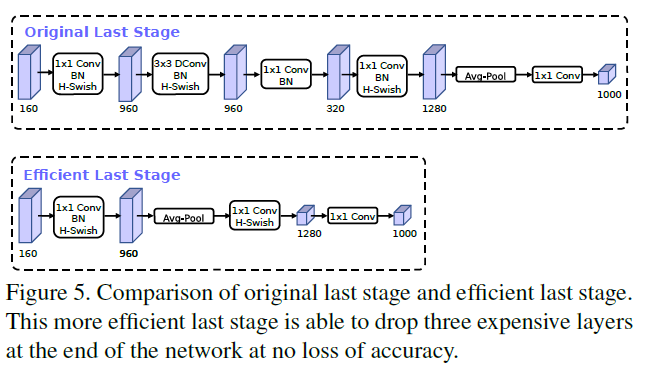 Original Last Stage
1x1 Conv
BN
H-Swish
3x3 DConv
BN
H-Swish
1x1 Conv
BN
1x1 Conv
BN
H-Swish
Avg-Pool
1x1 Conv
160
960
960
320
1280
1000
Efficient Last Stage
1x1 Conv
BN
H-Swish
Avg-Pool
1x1 Conv
H-Swish
1x1 Conv
160
960
1280
1000
Figure 5. Comparison of original last stage and efficient last stage.
This more efficient last stage is able to drop three expensive layers
at the end of the network at no loss of accuracy.